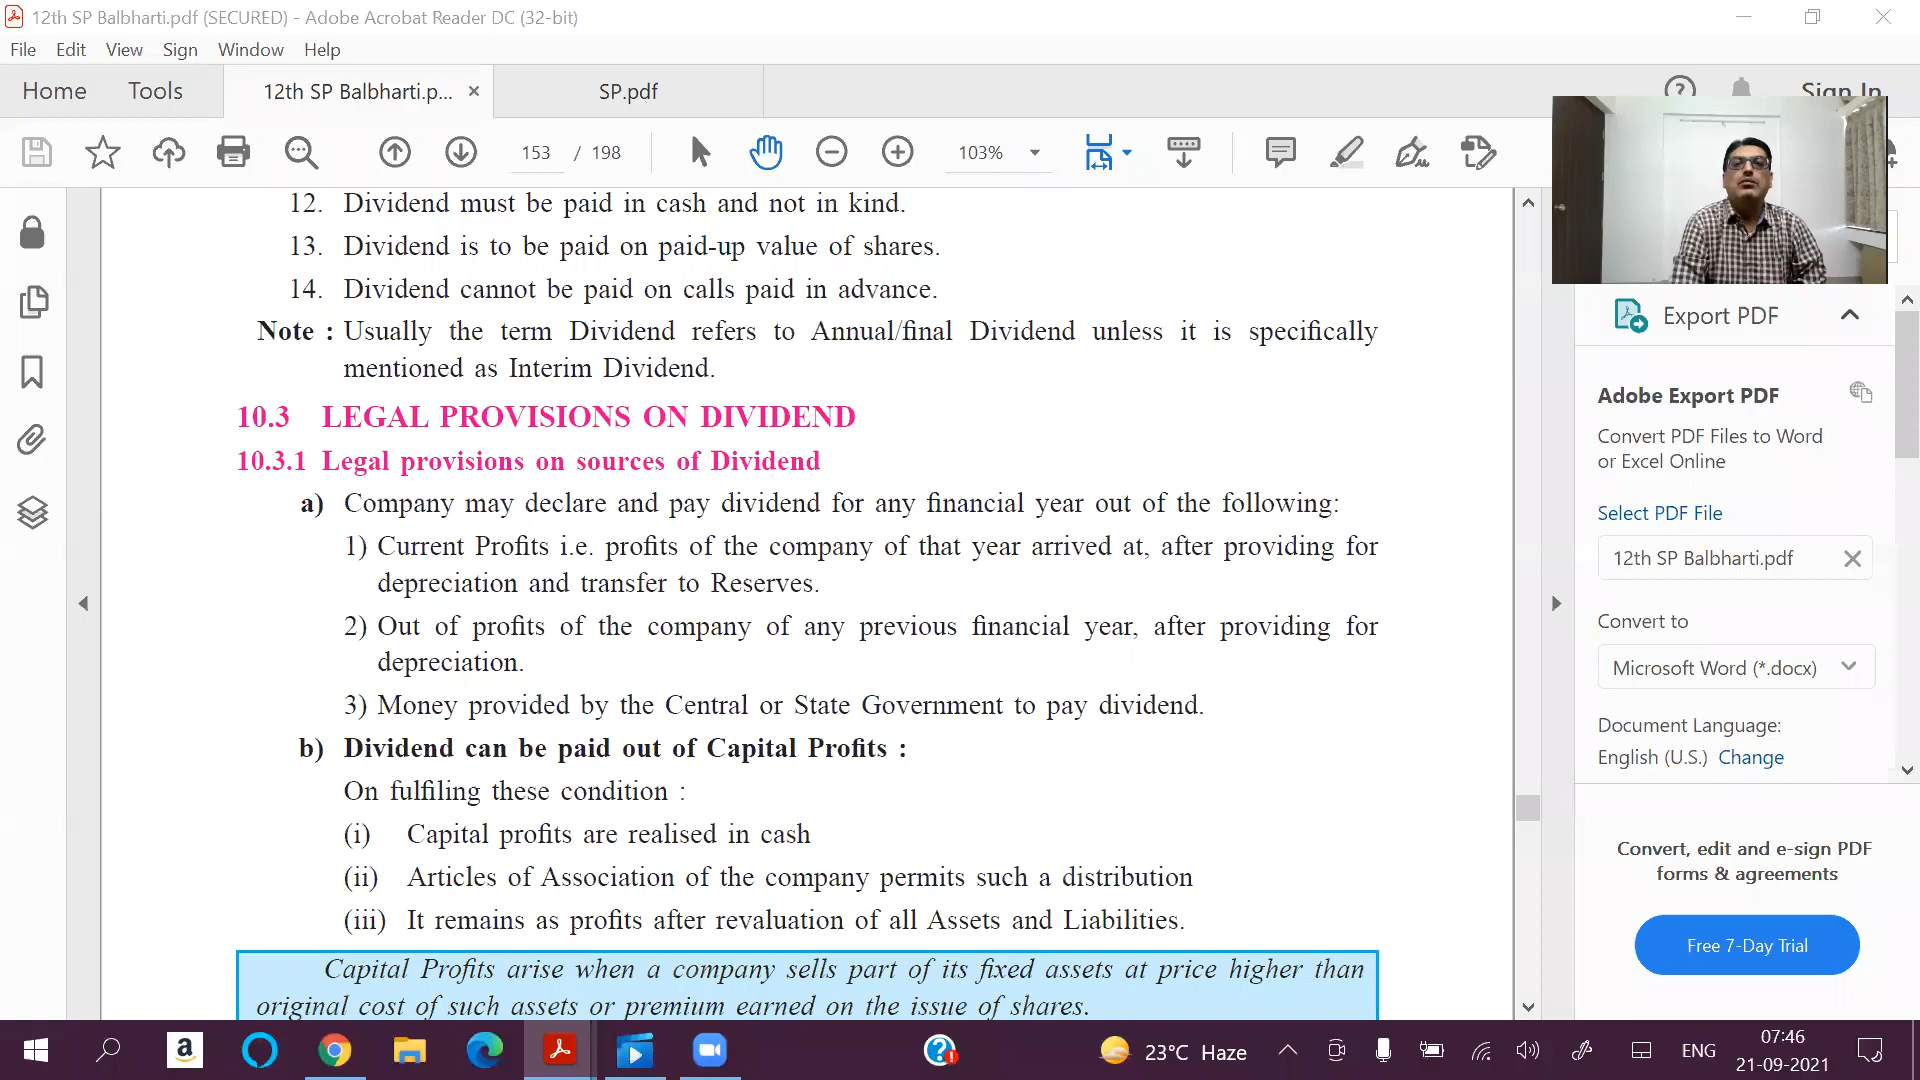 12th SP Balbharti.pdf (SECURED) - Adobe Acrobat Reader DC (32-bit)
File Edit View Sign Window Help
Home Tools 12th SP Balbharti.p... SP.pdf Sign In
153 / 198 103%
12. Dividend must be paid in cash and not in kind.
13. Dividend is to be paid on paid-up value of shares.
14. Dividend cannot be paid on calls paid in advance.
Note : Usually the term Dividend refers to Annual/final Dividend unless it is specifically
mentioned as Interim Dividend.
10.3 LEGAL PROVISIONS ON DIVIDEND
10.3.1 Legal provisions on sources of Dividend
a) Company may declare and pay dividend for any financial year out of the following:
1) Current Profits i.e. profits of the company of that year arrived at, after providing for
depreciation and transfer to Reserves.
2) Out of profits of the company of any previous financial year, after providing for
depreciation.
3) Money provided by the Central or State Government to pay dividend.
b) Dividend can be paid out of Capital Profits :
On fulfiling these condition :
(i) Capital profits are realised in cash
(ii) Articles of Association of the company permits such a distribution
(iii) It remains as profits after revaluation of all Assets and Liabilities.
Capital Profits arise when a company sells part of its fixed assets at price higher than
original cost of such assets or premium earned on the issue of shares.
Export PDF
Adobe Export PDF
Convert PDF Files to Word
or Excel Online
Select PDF File
12th SP Balbharti.pdf
Convert to
Microsoft Word (*.docx)
Document Language:
English (U.S.) Change
Convert, edit and e-sign PDF
forms & agreements
Free 7-Day Trial
23°C Haze
ENG
07:46
21-09-2021